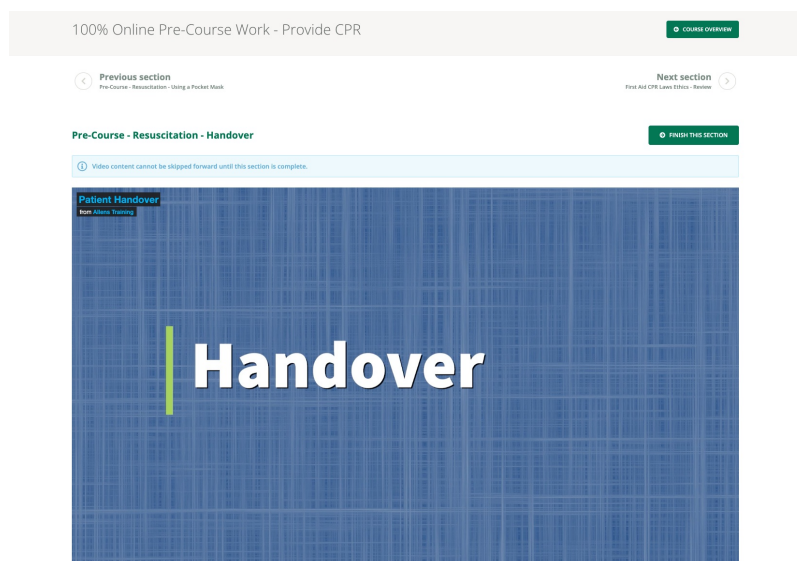 100% Online Pre-Course Work - Provide CPR
COURSE OVERVIEW
Previous section
Pre-Course - Resuscitation - Using a Pocket Mask
Next section
First Aid CPR Laws Ethics - Review
Pre-Course - Resuscitation - Handover
FINISH THIS SECTION
Video content cannot be skipped forward until this section is complete.
Patient Handover
from Allens Training
Handover